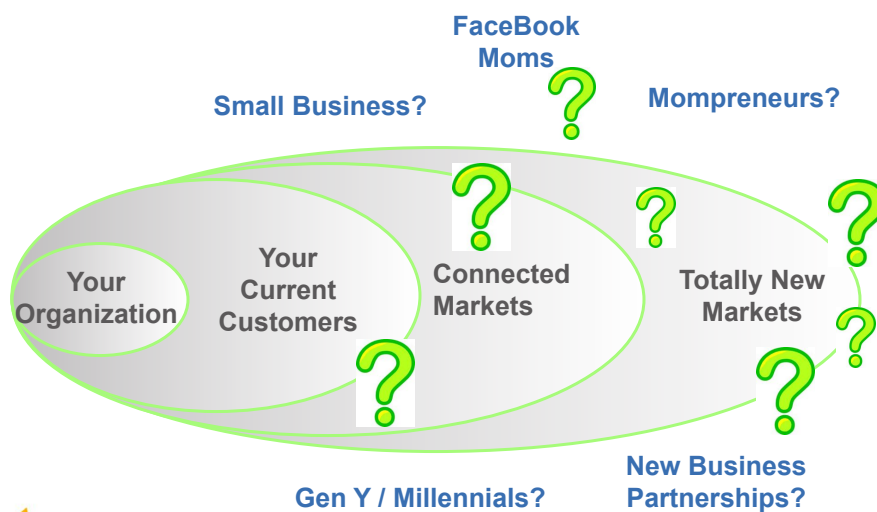 FaceBook
Moms
Small Business?
Mompreneurs?
Your
Organization
Your
Current
Customers
Connected
Markets
Totally New
Markets
Gen Y / Millennials?
New Business
Partnerships?